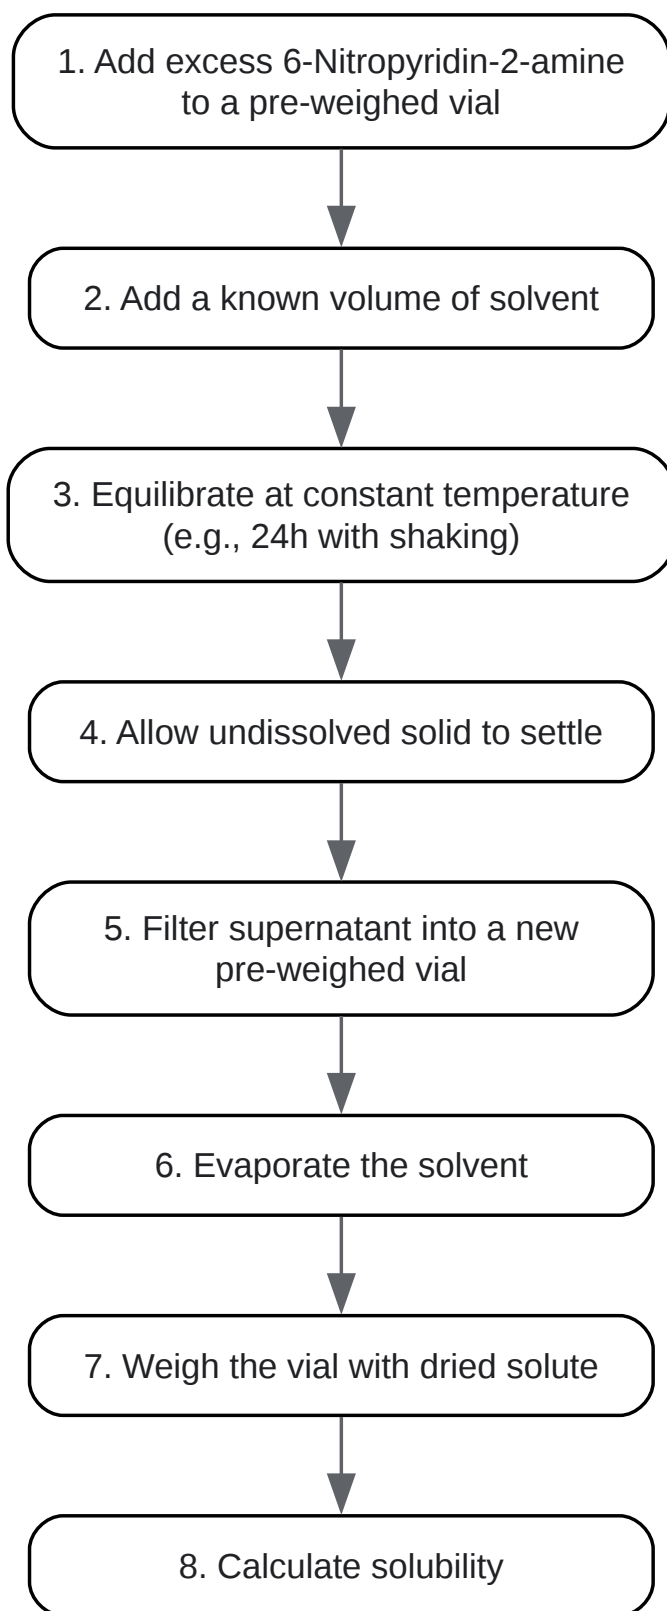 1. Add excess 6-Nitropyridin-2-amine
to a pre-weighed vial
2. Add a known volume of solvent
3. Equilibrate at constant temperature
(e.g., 24h with shaking)
4. Allow undissolved solid to settle
5. Filter supernatant into a new
pre-weighed vial
6. Evaporate the solvent
7. Weigh the vial with dried solute
8. Calculate solubility